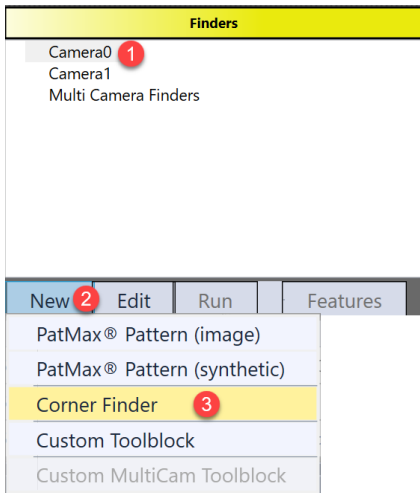 Finders
Camera0 1
Camera1
Multi Camera Finders
New 2 Edit Run Features
PatMax® Pattern (image)
PatMax® Pattern (synthetic)
Corner Finder 3
Custom Toolblock
Custom MultiCam Toolblock